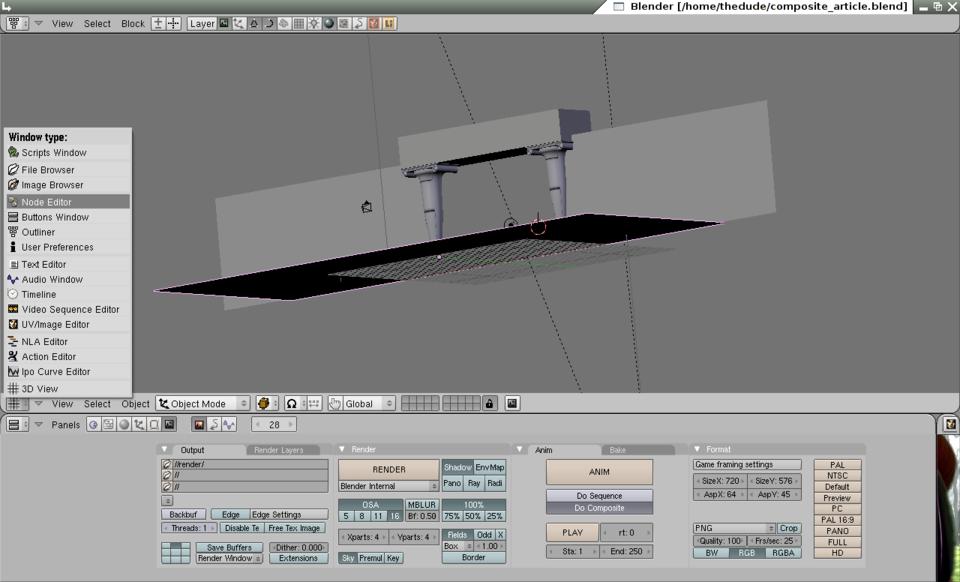 Blender [/home/thedude/composite_article.blend]
View Select Block Layer
Window type:
Scripts Window
File Browser
Image Browser
Node Editor
Buttons Window
Outliner
User Preferences
Text Editor
Audio Window
Timeline
Video Sequence Editor
UV/Image Editor
NLA Editor
Action Editor
Ipo Curve Editor
3D View
View Select Object Object Mode Global
Panels 28
Output Render Layers
//render/
//
//
Backbuf Edge Edge Settings
Threads: 1 Disable Te Free Tex Image
Save Buffers Dither: 0.000
Render Window Extensions
Render
RENDER
Blender Internal
OSA MBLUR 100%
5 8 11 16 Bf: 0.50 75% 50% 25%
Xparts: 4 Yparts: 4
Sky Fremul Key
Shadow EnvMap
Pano Ray Radi
Fields Odd X
Box 1.00
Border
Anim Bake
ANIM
Do Sequence
Do Composite
PLAY rt: 0
Sta: 1 End: 250
Format
Game framing settings
SizeX: 720 SizeY: 576
AspX: 64 AspY: 45
PNG Crop
Quality: 100 Frs/sec: 25
BW RGB RGBA
PAL
NTSC
Default
Preview
PC
PAL 16:9
PANO
FULL
HD